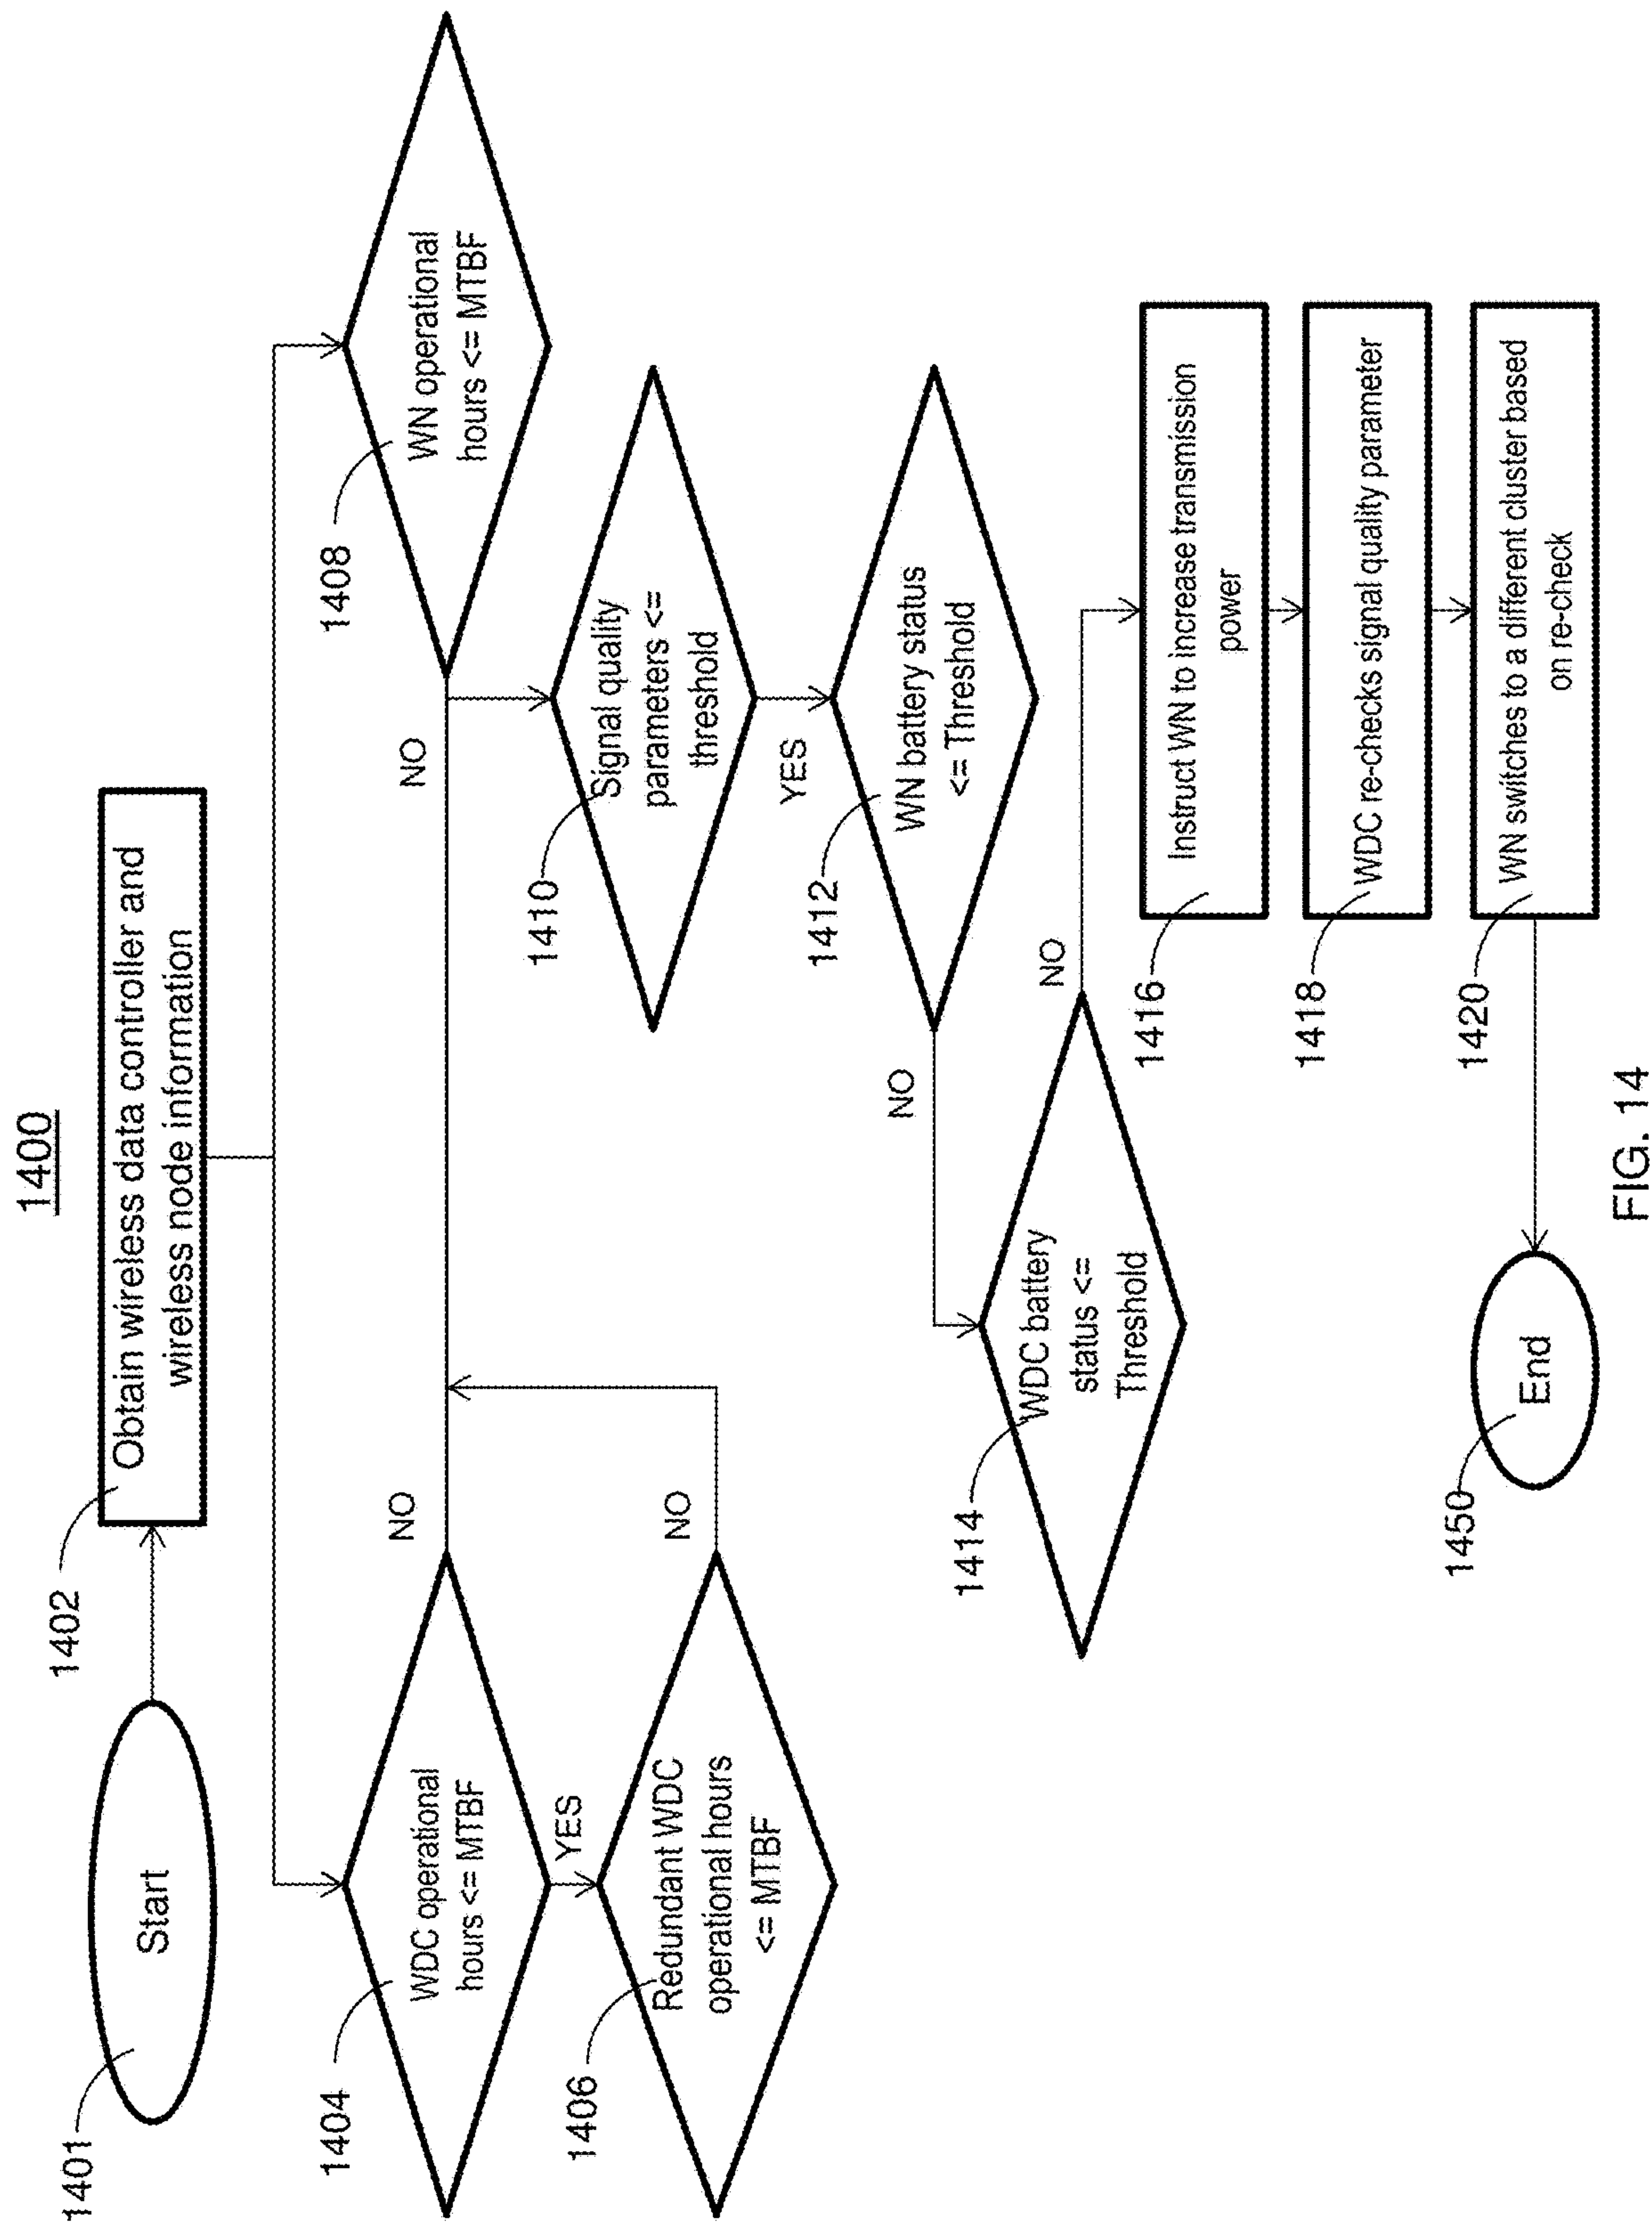 1400
1401
Start
1402
Obtain wireless data controller and
wireless node information
1404
WDC operational
hours <= MTBF
NO
YES
1406
Redundant WDC
operational hours
<= MTBF
NO
1408
WN operational
hours <= MTBF
NO
1410
Signal quality
parameters <=
threshold
YES
1412
WN battery status
<= Threshold
NO
1414
WDC battery
status <=
Threshold
NO
1416
Instruct WN to increase transmission
power
1418
WDC re-checks signal quality parameter
1420
WN switches to a different cluster based
on re-check
1450
End
FIG. 14